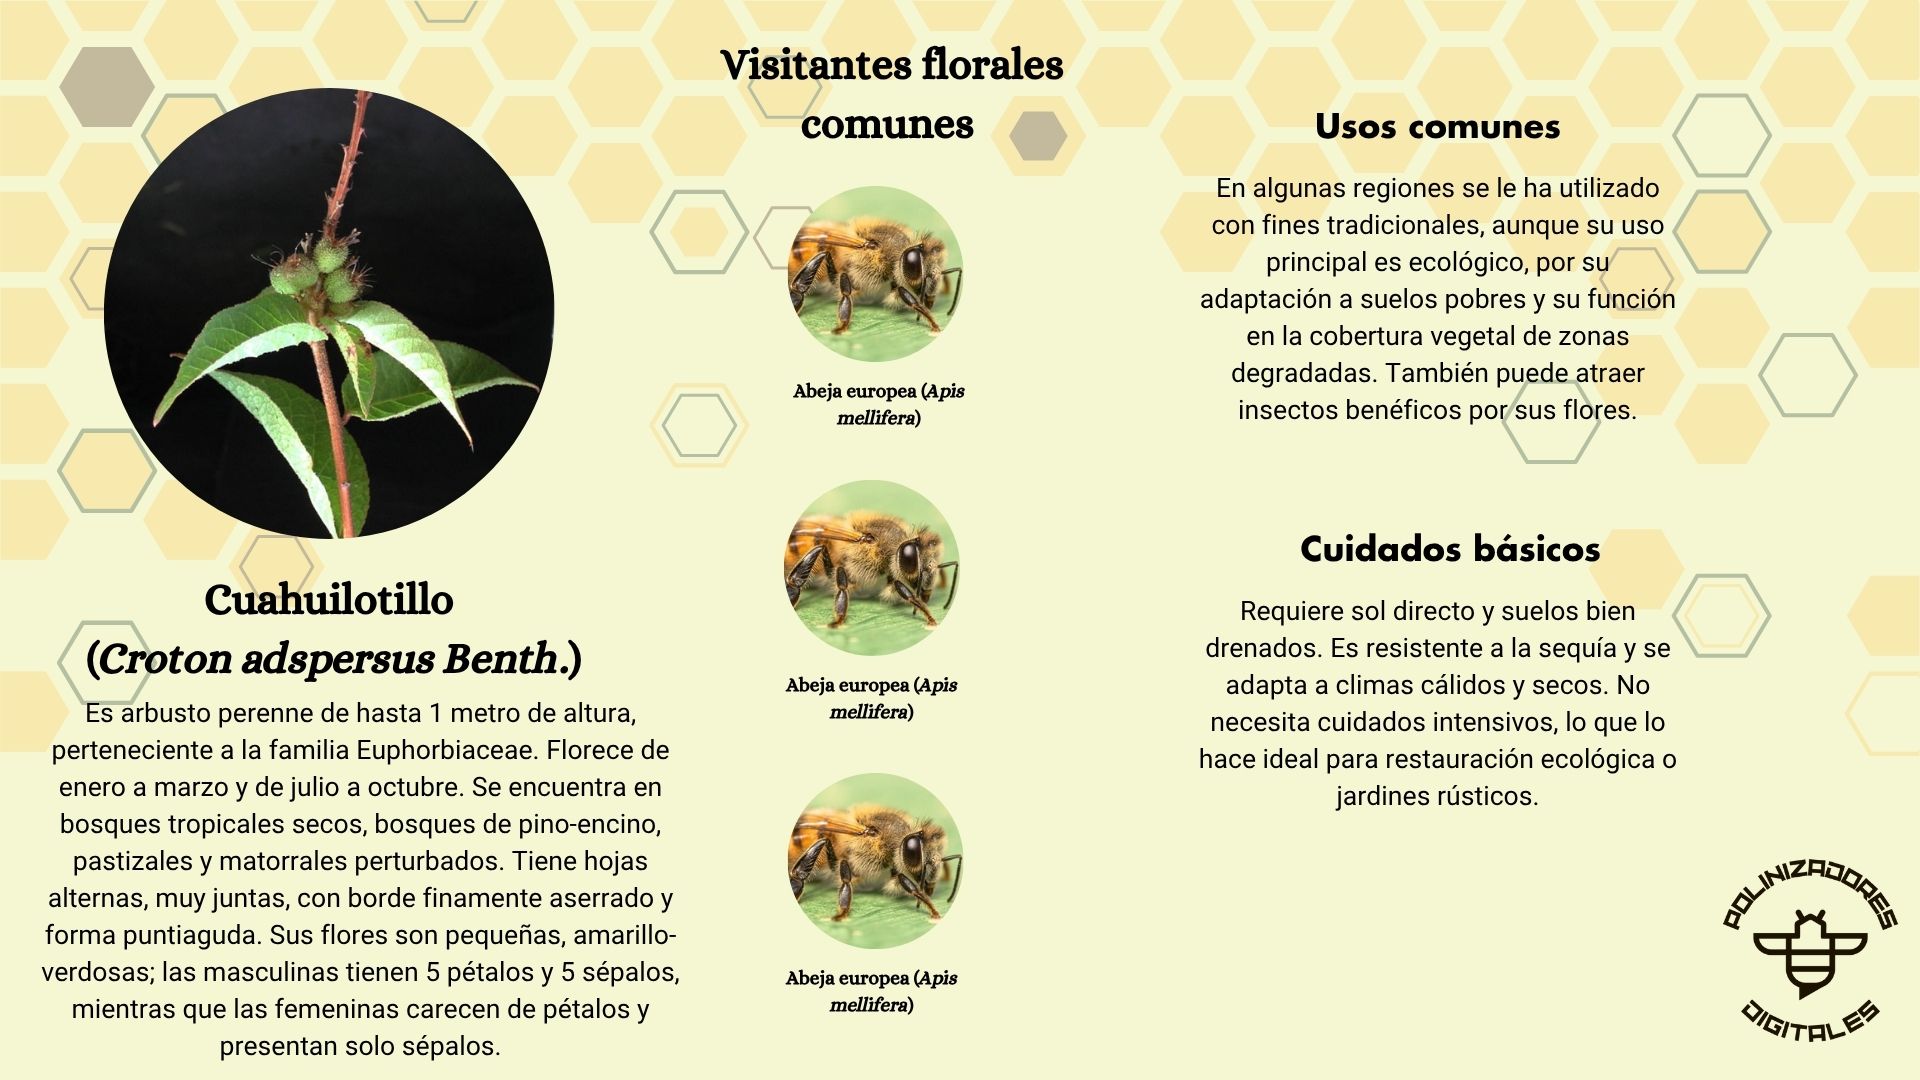 Cuahuilotillo
(Croton adspersus Benth.)
Es arbusto perenne de hasta 1 metro de altura,
perteneciente a la familia Euphorbiaceae. Florece de
enero a marzo y de julio a octubre. Se encuentra en
bosques tropicales secos, bosques de pino-encino,
pastizales y matorrales perturbados. Tiene hojas
alternas, muy juntas, con borde finamente aserrado y
forma puntiaguda. Sus flores son pequeñas, amarillo-
verdosas; las masculinas tienen 5 pétalos y 5 sépalos,
mientras que las femeninas carecen de pétalos y
presentan solo sépalos.
Visitantes florales
comunes
Abeja europea (Apis
mellifera)
Abeja europea (Apis
mellifera)
Abeja europea (Apis
mellifera)
Usos comunes
En algunas regiones se le ha utilizado
con fines tradicionales, aunque su uso
principal es ecológico, por su
adaptación a suelos pobres y su función
en la cobertura vegetal de zonas
degradadas. También puede atraer
insectos benéficos por sus flores.
Cuidados básicos
Requiere sol directo y suelos bien
drenados. Es resistente a la sequía y se
adapta a climas cálidos y secos. No
necesita cuidados intensivos, lo que lo
hace ideal para restauración ecológica o
jardines rústicos.
POLINIZADORES
DIGITALES